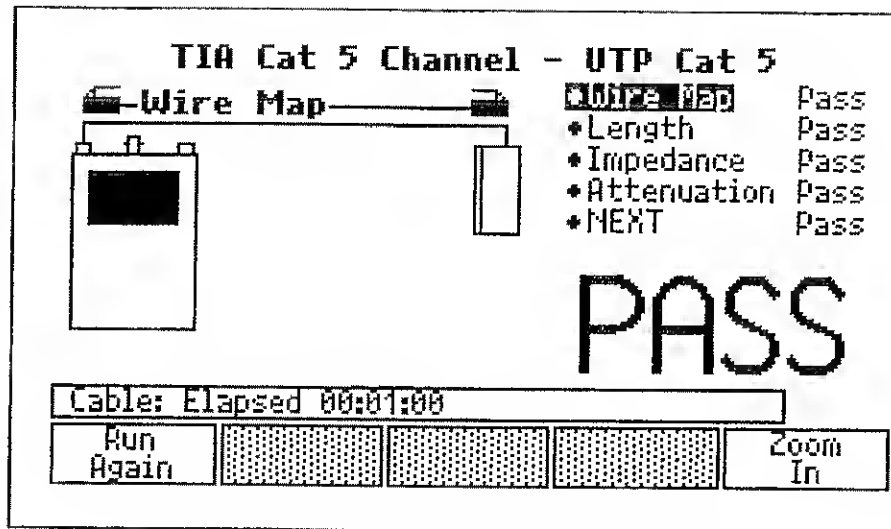 TIA Cat 5 Channel - UTP Cat 5
Wire Map
Wire Map Pass
Length Pass
Impedance Pass
Attenuation Pass
NEXT Pass
PASS
Cable: Elapsed 00:01:00
Run
Again
Zoom
In